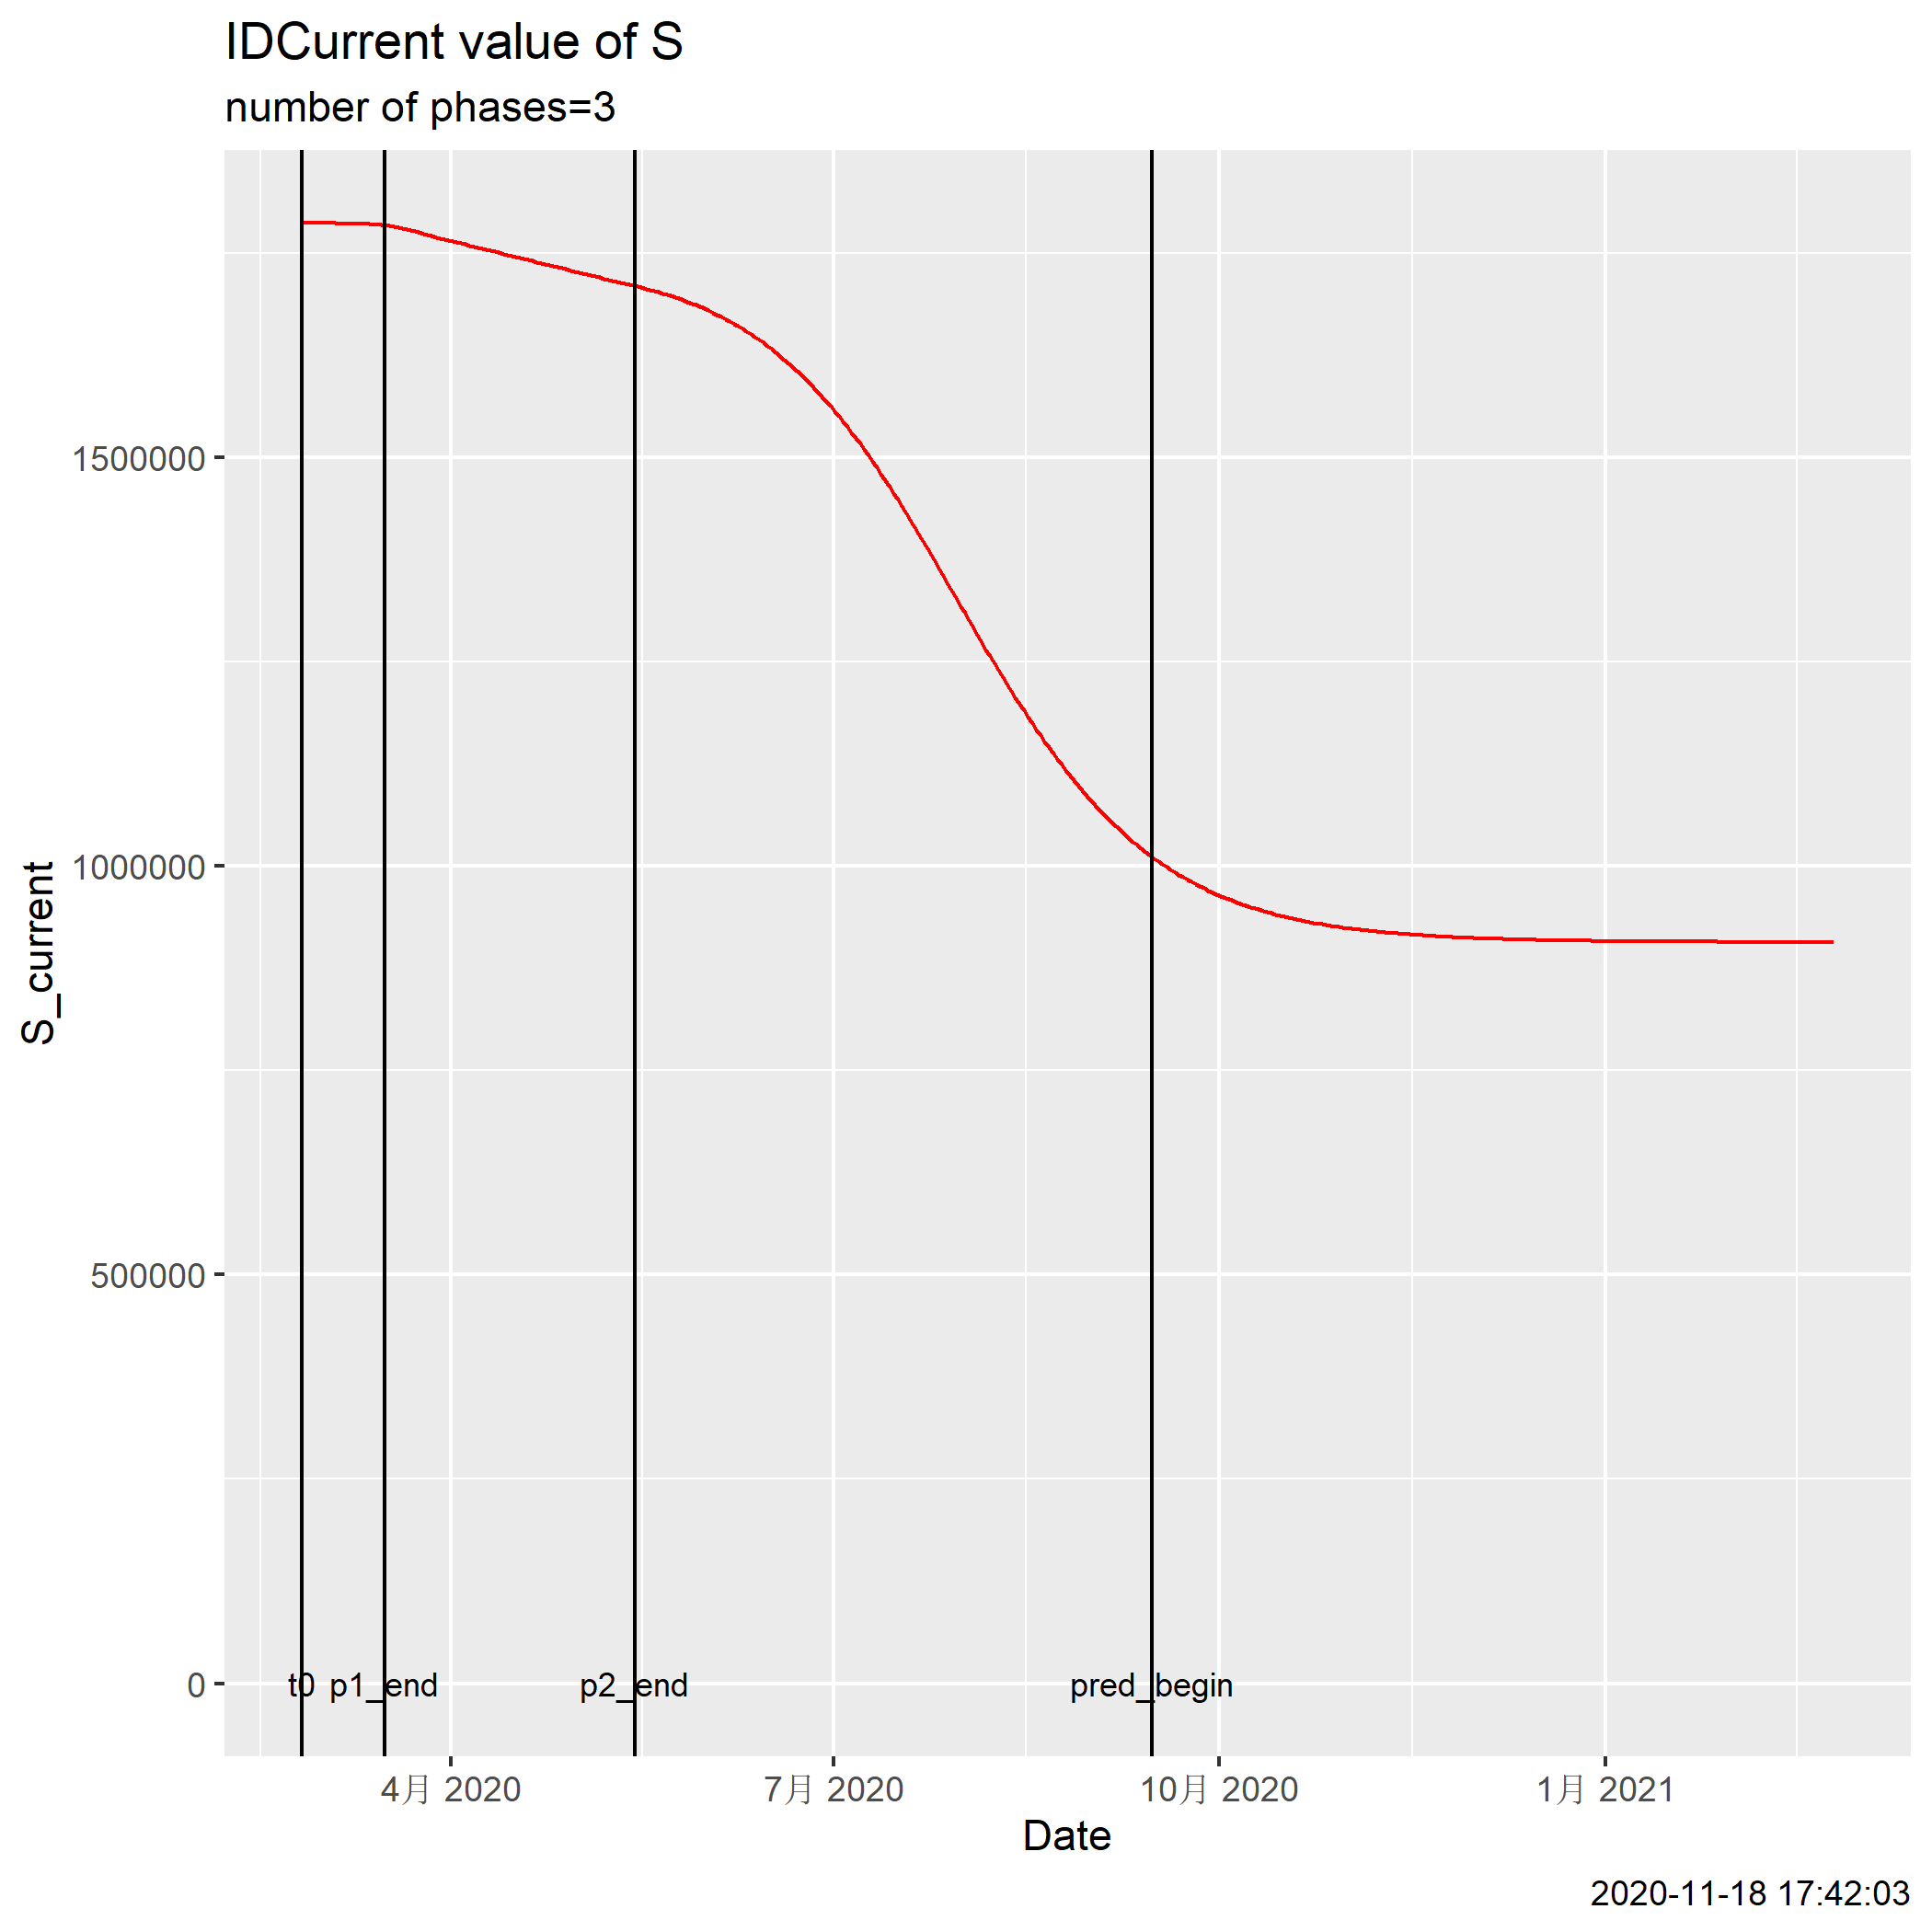 IDCurrent value of S
number of phases=3
S_current
1500000
1000000
500000
0
t0 p1_end p2_end pred_begin
4月 2020 7月 2020 10月 2020 1月 2021
Date
2020-11-18 17:42:03